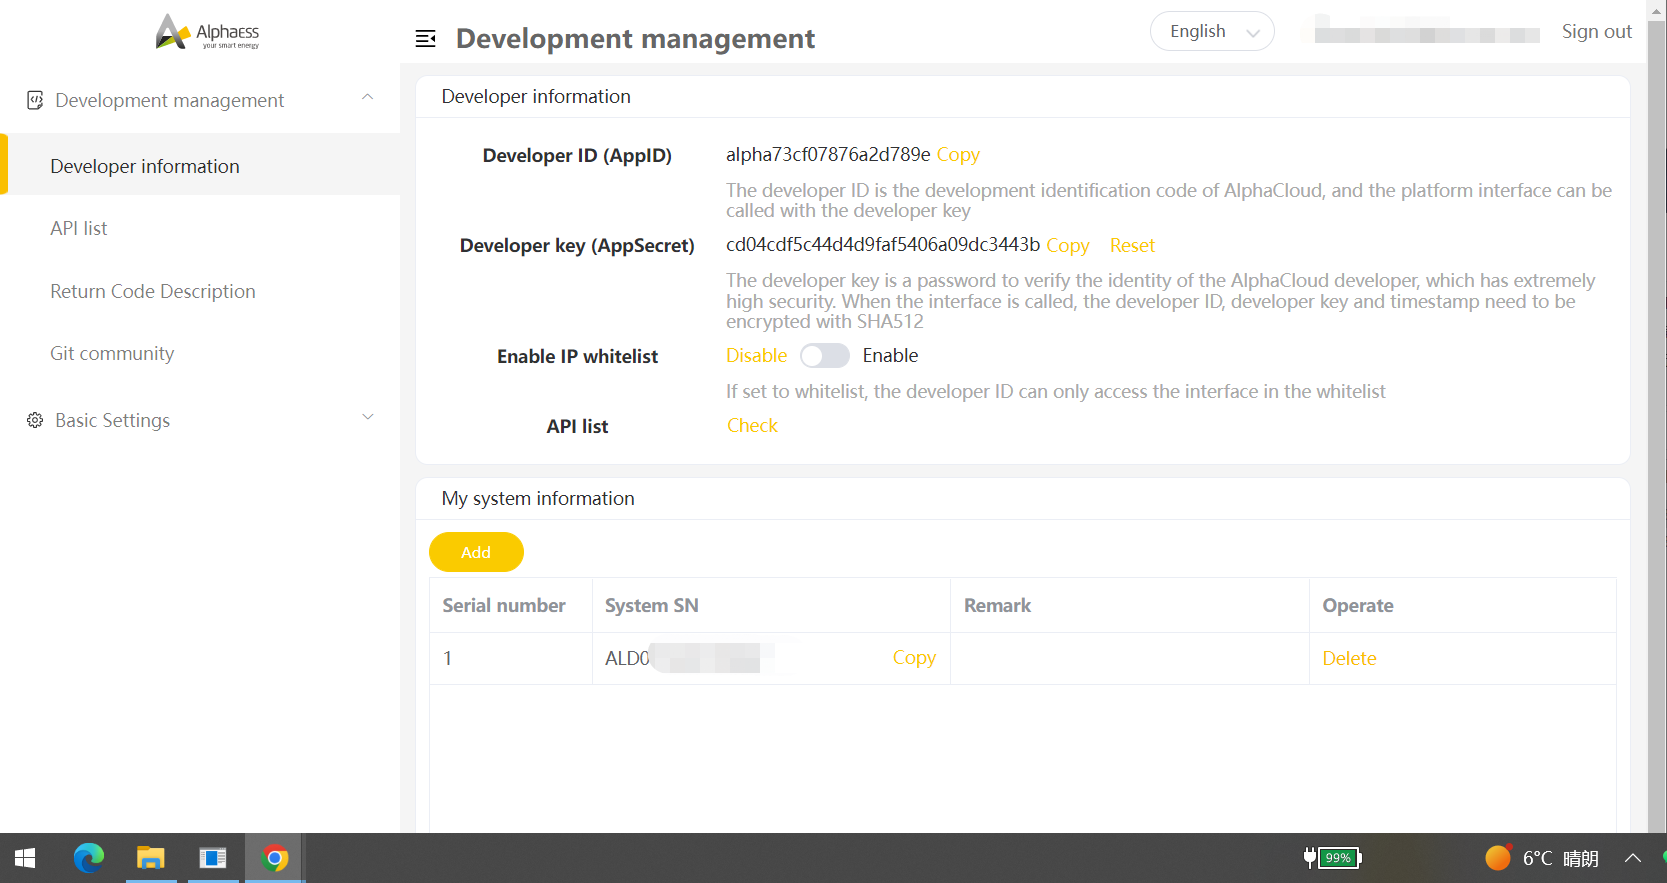 Alphaess
your smart energy
Development management
English
Sign out
Development management
Developer information
API list
Return Code Description
Git community
Basic Settings
Developer information
Developer ID (AppID)
alpha73cf07876a2d789e Copy
The developer ID is the development identification code of AlphaCloud, and the platform interface can be
called with the developer key
Developer key (AppSecret)
cd04cdf5c44d4d9faf5406a09dc3443b Copy Reset
The developer key is a password to verify the identity of the AlphaCloud developer, which has extremely
high security. When the interface is called, the developer ID, developer key and timestamp need to be
encrypted with SHA512
Enable IP whitelist
Disable Enable
If set to whitelist, the developer ID can only access the interface in the whitelist
API list
Check
My system information
Add
Serial number System SN Remark Operate
1 ALD0 Copy Delete
99%
6°C 晴朗